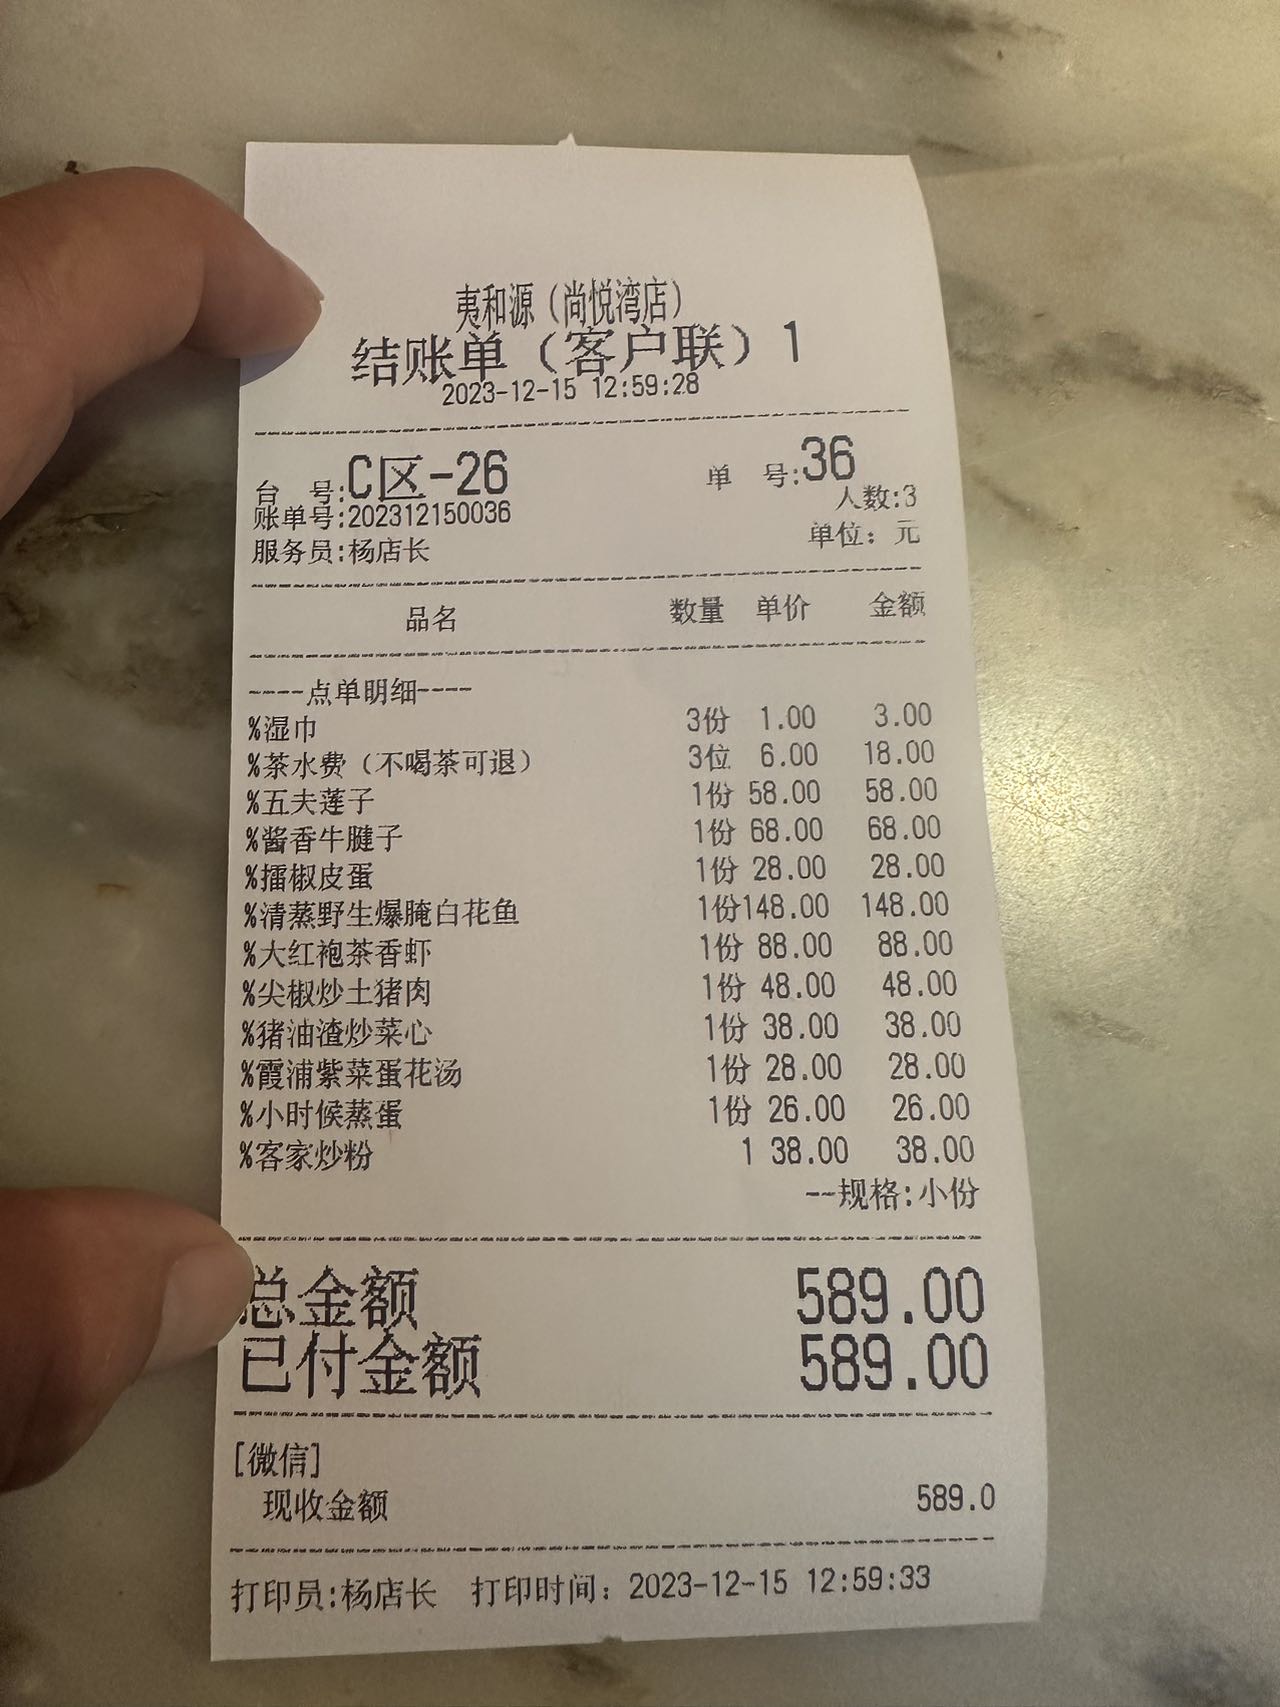 夷和源（尚悦湾店）
结账单（客户联）1
2023-12-15 12:59:28
台 号:C区-26 单 号:36
人数:3
账单号:202312150036
单位：元
服务员:杨店长
品名 数量 单价 金额
----点单明细----
%湿巾 3份 1.00 3.00
%茶水费（不喝茶可退） 3位 6.00 18.00
%五夫莲子 1份 58.00 58.00
%酱香牛腱子 1份 68.00 68.00
%擂椒皮蛋 1份 28.00 28.00
%清蒸野生爆腌白花鱼 1份148.00 148.00
%大红袍茶香虾 1份 88.00 88.00
%尖椒炒土猪肉 1份 48.00 48.00
%猪油渣炒菜心 1份 38.00 38.00
%霞浦紫菜蛋花汤 1份 28.00 28.00
%小时候蒸蛋 1份 26.00 26.00
%客家炒粉 1 38.00 38.00
--规格:小份
总金额 589.00
已付金额 589.00
[微信]
现收金额 589.0
打印员:杨店长 打印时间：2023-12-15 12:59:33